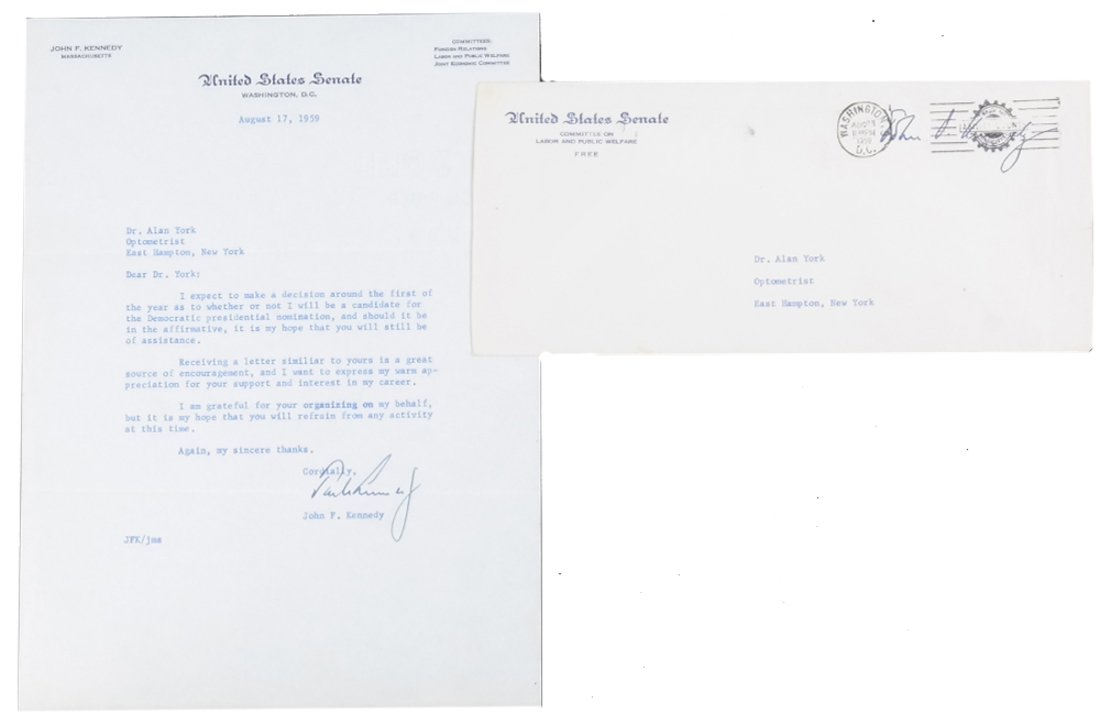 JOHN F. KENNEDY
MASSACHUSETTS
COMMITTEES:
FOREIGN RELATIONS
LABOR AND PUBLIC WELFARE
JOINT ECONOMIC COMMITTEE
United States Senate
WASHINGTON, D.C.
August 17, 1959
Dr. Alan York
Optometrist
East Hampton, New York
Dear Dr. York:
I expect to make a decision around the first of
the year as to whether or not I will be a candidate for
the Democratic presidential nomination, and should it be
in the affirmative, it is my hope that you will still be
of assistance.
Receiving a letter similiar to yours is a great
source of encouragement, and I want to express my warm ap-
preciation for your support and interest in my career.
I am grateful for your organizing on my behalf,
but it is my hope that you will refrain from any activity
at this time.
Again, my sincere thanks.
Cordially,
John F. Kennedy
JFK/jms
United States Senate
COMMITTEE ON
LABOR AND PUBLIC WELFARE
FREE
WASHINGTON
1959
D.C.
John F. Kennedy
Dr. Alan York
Optometrist
East Hampton, New York